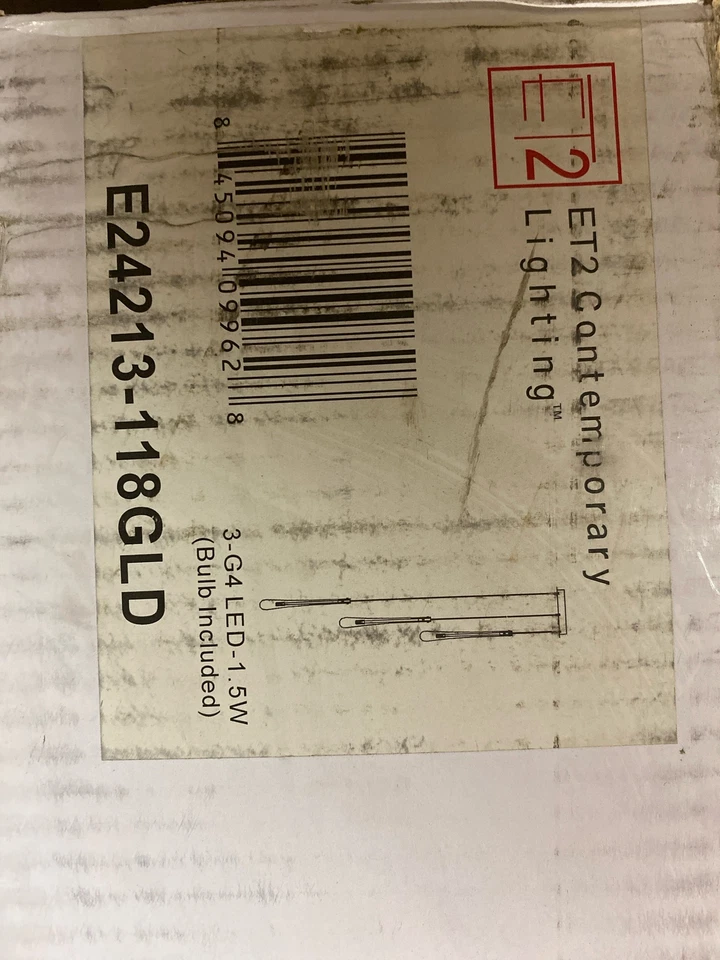 ET2
ET2 Contemporary
Lighting™
8 45094 09962 8
3-G4 LED-1.5W
(Bulb Included)
E24213-118GLD